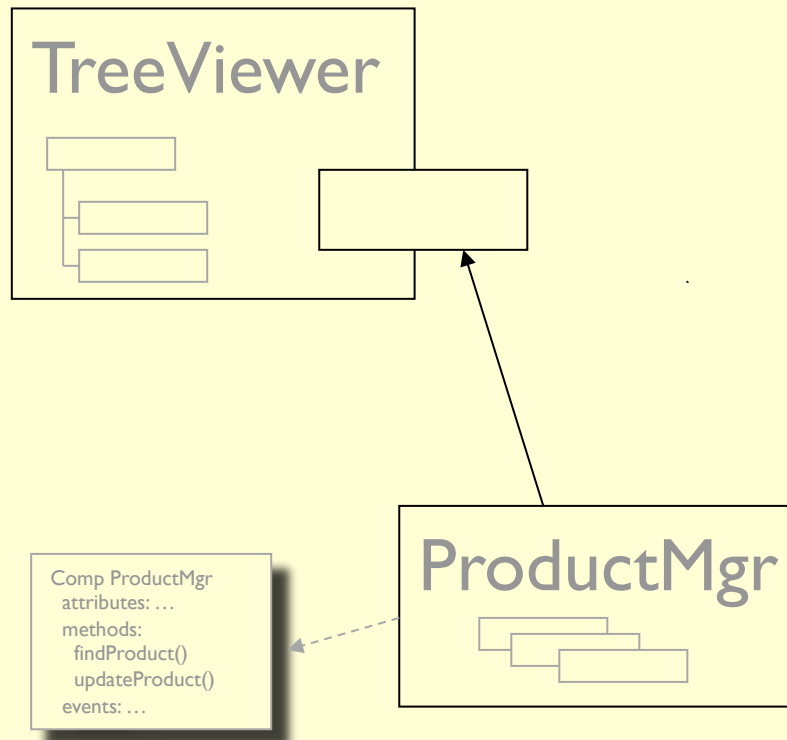 TreeViewer
ProductMgr
Comp ProductMgr
attributes: …
methods:
findProduct()
updateProduct()
events: …